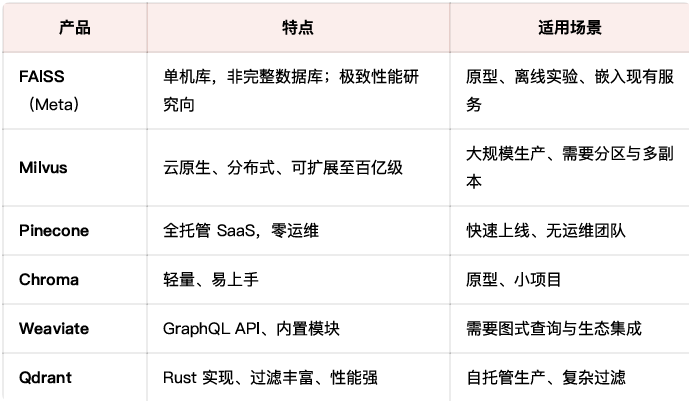 产品 特点 适用场景
FAISS 单机库，非完整数据库；极致性能研 原型、离线实验、嵌入现有服
（Meta） 究向 务
Milvus 云原生、分布式、可扩展至百亿级 大规模生产、需要分区与多副
本
Pinecone 全托管 SaaS，零运维 快速上线、无运维团队
Chroma 轻量、易上手 原型、小项目
Weaviate GraphQL API、内置模块 需要图式查询与生态集成
Qdrant Rust 实现、过滤丰富、性能强 自托管生产、复杂过滤